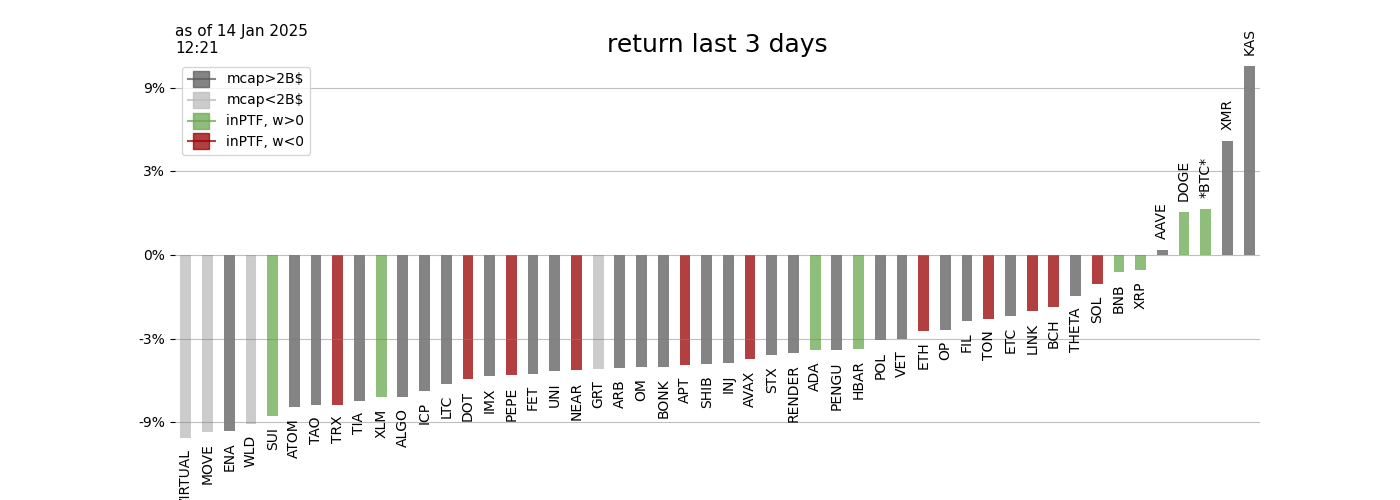 as of 14 Jan 2025
12:21
return last 3 days
mcap>2B$
mcap<2B$
inPTF, w>0
inPTF, w<0
9%
3%
0%
-3%
-9%
MOVE
ENA
WLD
SUI
ATOM
TAO
TRX
TIA
XLM
ALGO
ICP
LTC
DOT
IMX
PEPE
FET
UNI
NEAR
GRT
ARB
OM
BONK
APT
SHIB
INJ
AVAX
STX
RENDER
ADA
PENGU
HBAR
POL
VET
ETH
OP
FIL
TON
ETC
LINK
BCH
THETA
SOL
BNB
XRP
AAVE
DOGE
*BTC*
XMR
KAS